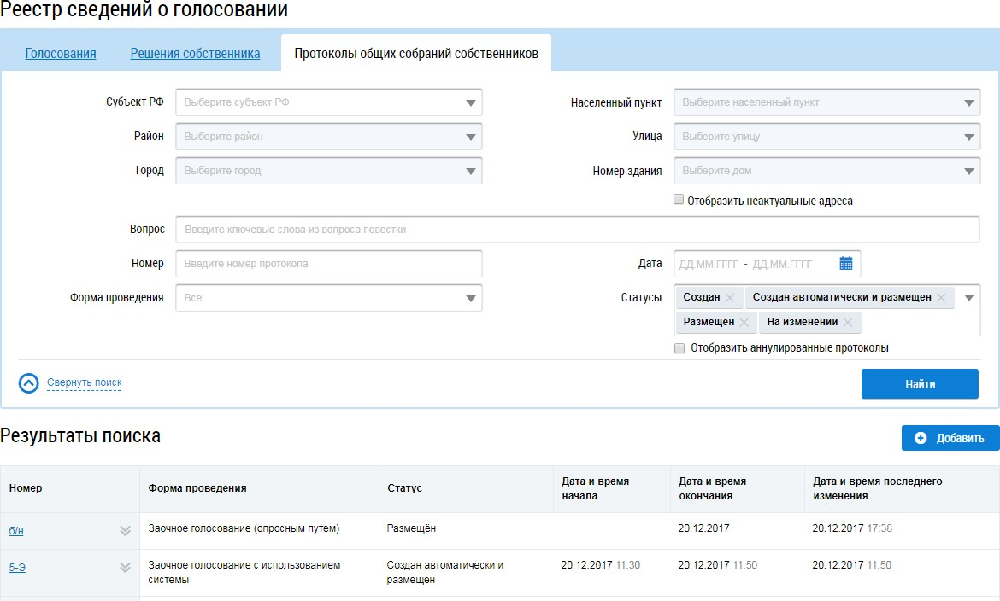 Реестр сведений о голосовании
Голосования Решения собственника Протоколы общих собраний собственников
Субъект РФ Выберите субъект РФ Населенный пункт Выберите населенный пункт
Район Выберите район Улица Выберите улицу
Город Выберите город Номер здания Выберите дом
Отобразить неактуальные адреса
Вопрос Введите ключевые слова из вопроса повестки
Номер Введите номер протокола Дата ДД.ММ.ГГГГ - ДД.ММ.ГГГГ
Форма проведения Все Статусы Создан Создан автоматически и размещен
Размещён На изменении
Отобразить аннулированные протоколы
Свернуть поиск Найти
Результаты поиска Добавить
Номер Форма проведения Статус Дата и время начала Дата и время окончания Дата и время последнего изменения
б/н Заочное голосование (опросным путем) Размещён 20.12.2017 20.12.2017 17:38
5-Э Заочное голосование с использованием системы Создан автоматически и размещен 20.12.2017 11:30 20.12.2017 11:50 20.12.2017 11:50